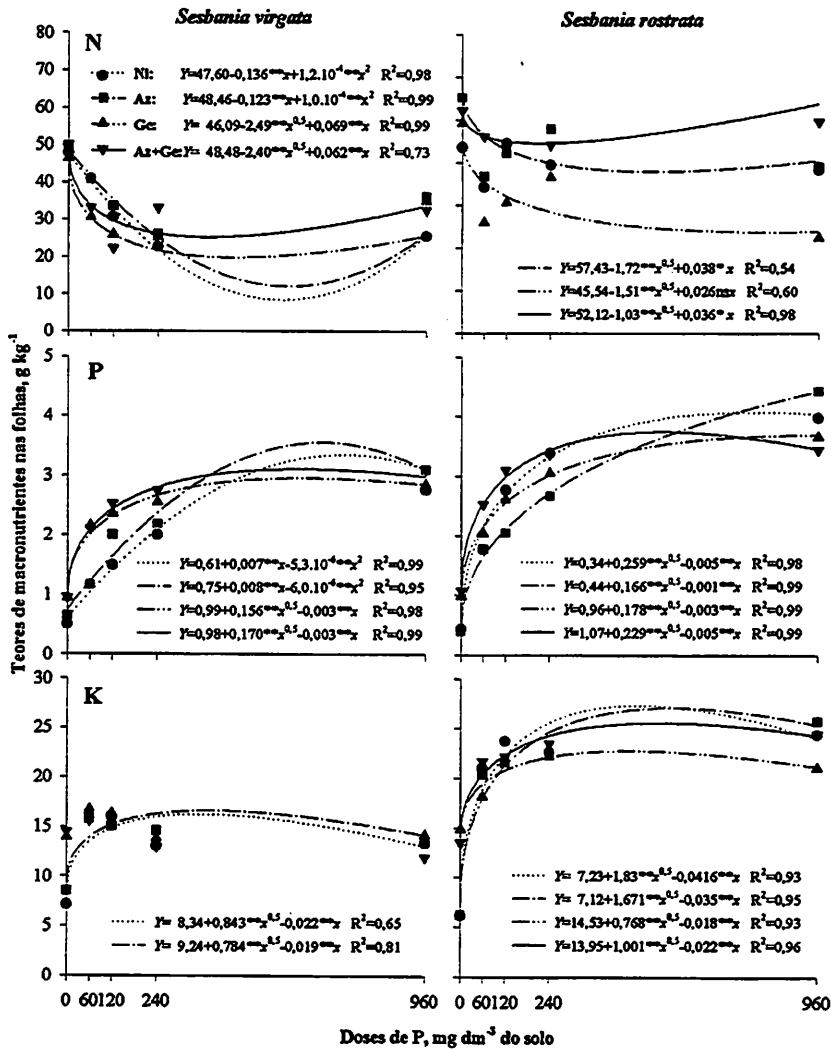 Sesbania virgata
Sesbania rostrata
N
80
70
60
50
40
30
20
10
0
NI: Y=47,60-0,136**x+1,2.10⁻⁴**x² R²=0,98
Az: Y=48,46-0,123**x+1,0.10⁻⁴**x² R²=0,99
Ge: Y= 46,09-2,49**x⁰,⁵+0,069**x R²=0,99
Az+Ge: Y= 48,48-2,40**x⁰,⁵+0,062**x R²=0,73
Y=57,43-1,72**x⁰,⁵+0,038*x R²=0,54
Y=45,54-1,51**x⁰,⁵+0,026nsx R²=0,60
Y=52,12-1,03**x⁰,⁵+0,036*x R²=0,98
Teores de macronutrientes nas folhas, g kg⁻¹
P
5
4
3
2
1
0
Y=0,61+0,007**x-5,3.10⁻⁶**x² R²=0,99
Y=0,75+0,008**x-6,0.10⁻⁶**x² R²=0,95
Y=0,99+0,156**x⁰,⁵-0,003**x R²=0,98
Y=0,98+0,170**x⁰,⁵-0,003**x R²=0,99
Y=0,34+0,259**x⁰,⁵-0,005**x R²=0,98
Y=0,44+0,166**x⁰,⁵-0,001**x R²=0,99
Y=0,96+0,178**x⁰,⁵-0,003**x R²=0,99
Y=1,07+0,229**x⁰,⁵-0,005**x R²=0,99
K
30
25
20
15
10
5
0
Y= 8,34+0,843**x⁰,⁵-0,022**x R²=0,65
Y= 9,24+0,784**x⁰,⁵-0,019**x R²=0,81
Y= 7,23+1,83**x⁰,⁵-0,0416**x R²=0,93
Y= 7,12+1,671**x⁰,⁵-0,035**x R²=0,95
Y=14,53+0,768**x⁰,⁵-0,018**x R²=0,93
Y=13,95+1,001**x⁰,⁵-0,022**x R²=0,96
0 60 120 240 960
0 60 120 240 960
Doses de P, mg dm⁻³ do solo